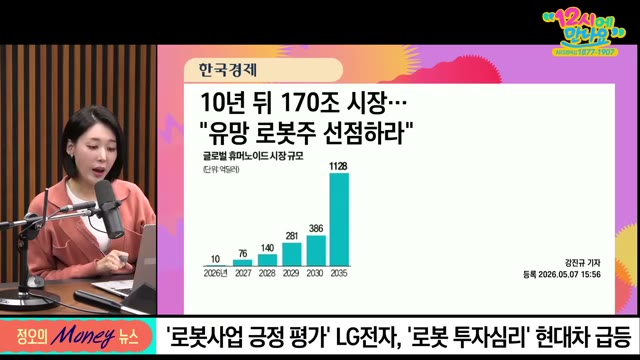 "12시에
만나요"
1877-1907
한국경제
10년 뒤 170조 시장…
"유망 로봇주 선점하라"
글로벌 휴머노이드 시장 규모
(단위: 억달러)
10 76 140 281 386 1128
2026년 2027 2028 2029 2030 2035
강진규 기자
등록 2026.05.07 15:56
정오의 Money 뉴스
'로봇사업 긍정 평가' LG전자, '로봇 투자심리' 현대차 급등